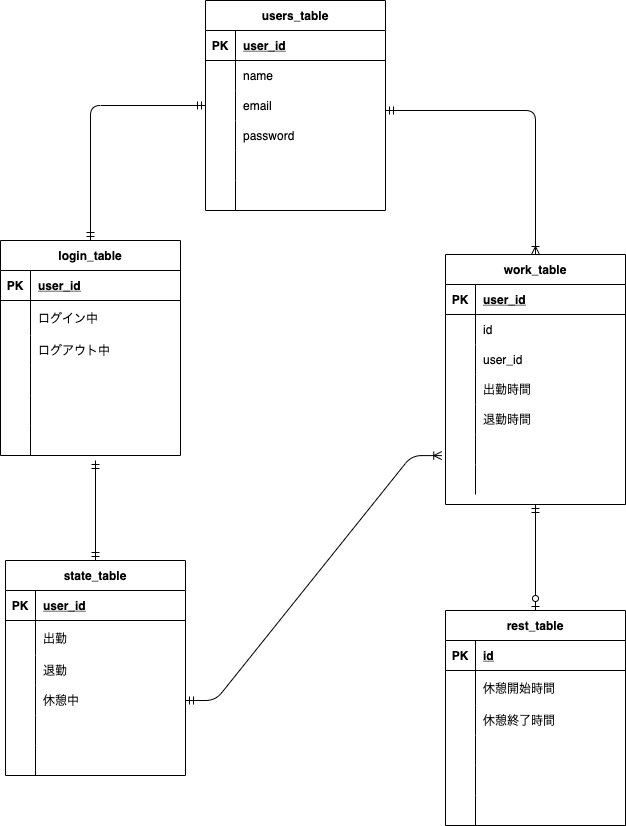 users_table
PK user_id
name
email
password
login_table
PK user_id
ログイン中
ログアウト中
work_table
PK user_id
id
user_id
出勤時間
退勤時間
state_table
PK user_id
出勤
退勤
休憩中
rest_table
PK id
休憩開始時間
休憩終了時間